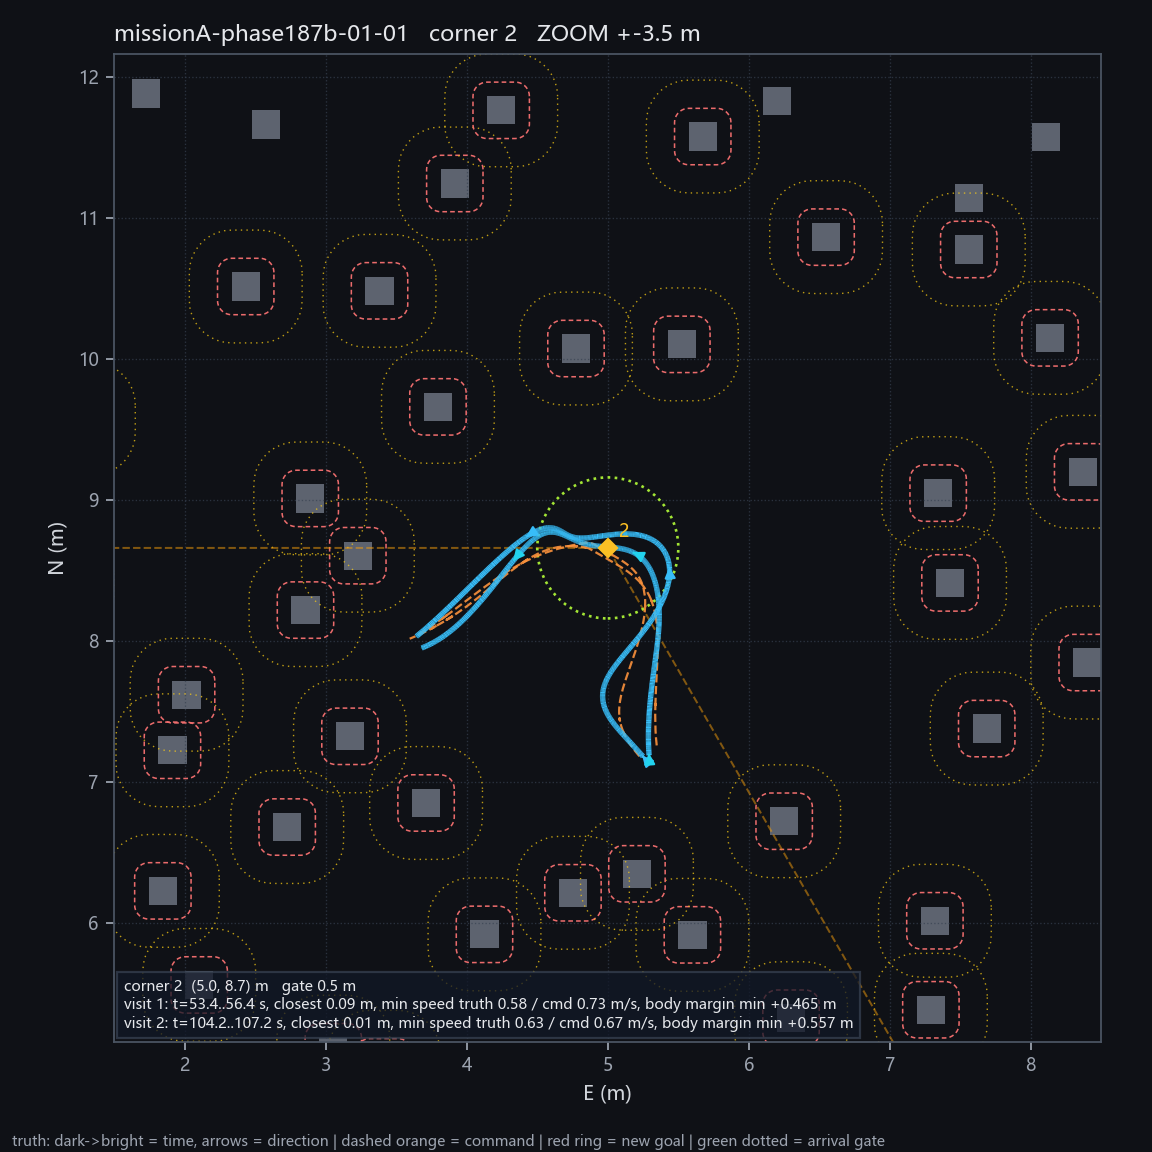 missionA-phase187b-01-01 corner 2 ZOOM +-3.5 m
12
11
10
9
8
7
6
N (m)
2
corner 2 (5.0, 8.7) m gate 0.5 m
visit 1: t=53.4..56.4 s, closest 0.09 m, min speed truth 0.58 / cmd 0.73 m/s, body margin min +0.465 m
visit 2: t=104.2..107.2 s, closest 0.01 m, min speed truth 0.63 / cmd 0.67 m/s, body margin min +0.557 m
2 3 4 5 6 7 8
E (m)
truth: dark->bright = time, arrows = direction | dashed orange = command | red ring = new goal | green dotted = arrival gate